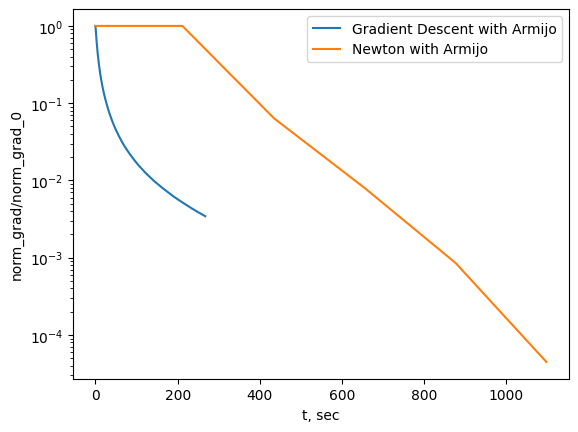 Gradient Descent with Armijo
Newton with Armijo
norm_grad/norm_grad_0
10⁰
10⁻¹
10⁻²
10⁻³
10⁻⁴
0 200 400 600 800 1000
t, sec